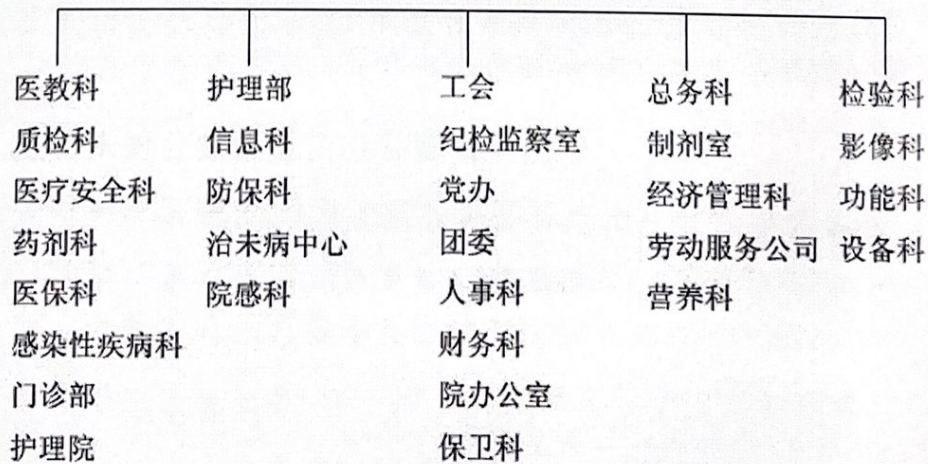 医教科 护理部 工会 总务科 检验科
质检科 信息科 纪检监察室 制剂室 影像科
医疗安全科 防保科 党办 经济管理科 功能科
药剂科 治未病中心 团委 劳动服务公司 设备科
医保科 院感科 人事科 营养科
感染性疾病科 财务科
门诊部 院办公室
护理院 保卫科